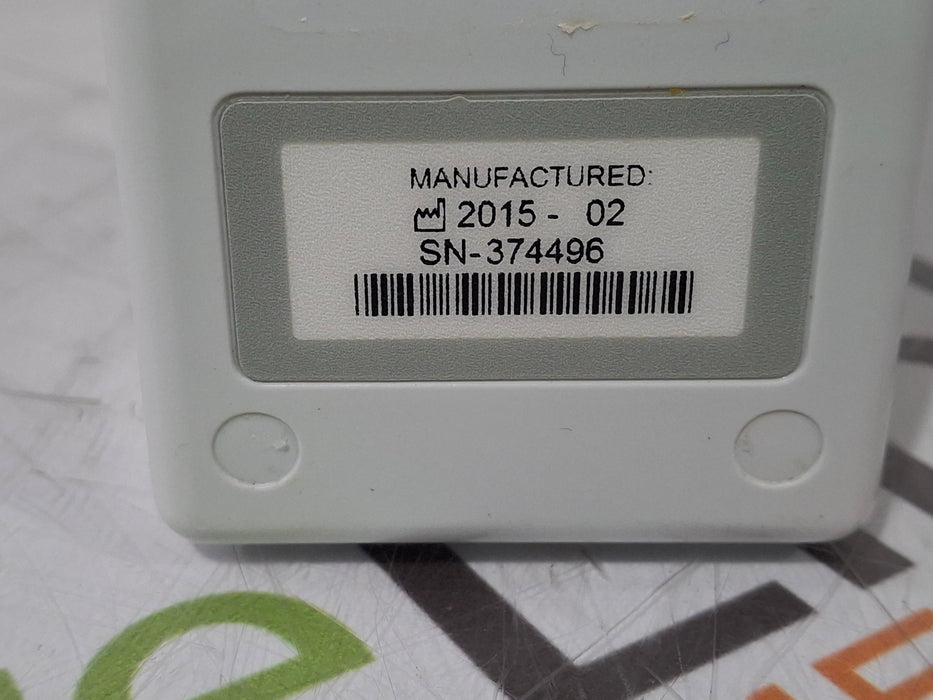 MANUFACTURED:
2015 - 02
SN-374496